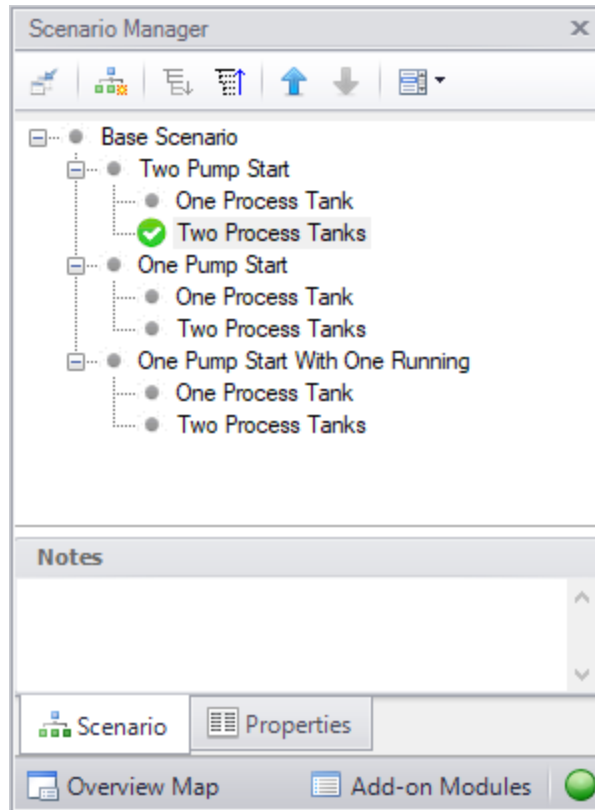 Scenario Manager
Base Scenario
Two Pump Start
One Process Tank
Two Process Tanks
One Pump Start
One Process Tank
Two Process Tanks
One Pump Start With One Running
One Process Tank
Two Process Tanks
Notes
Scenario Properties
Overview Map Add-on Modules